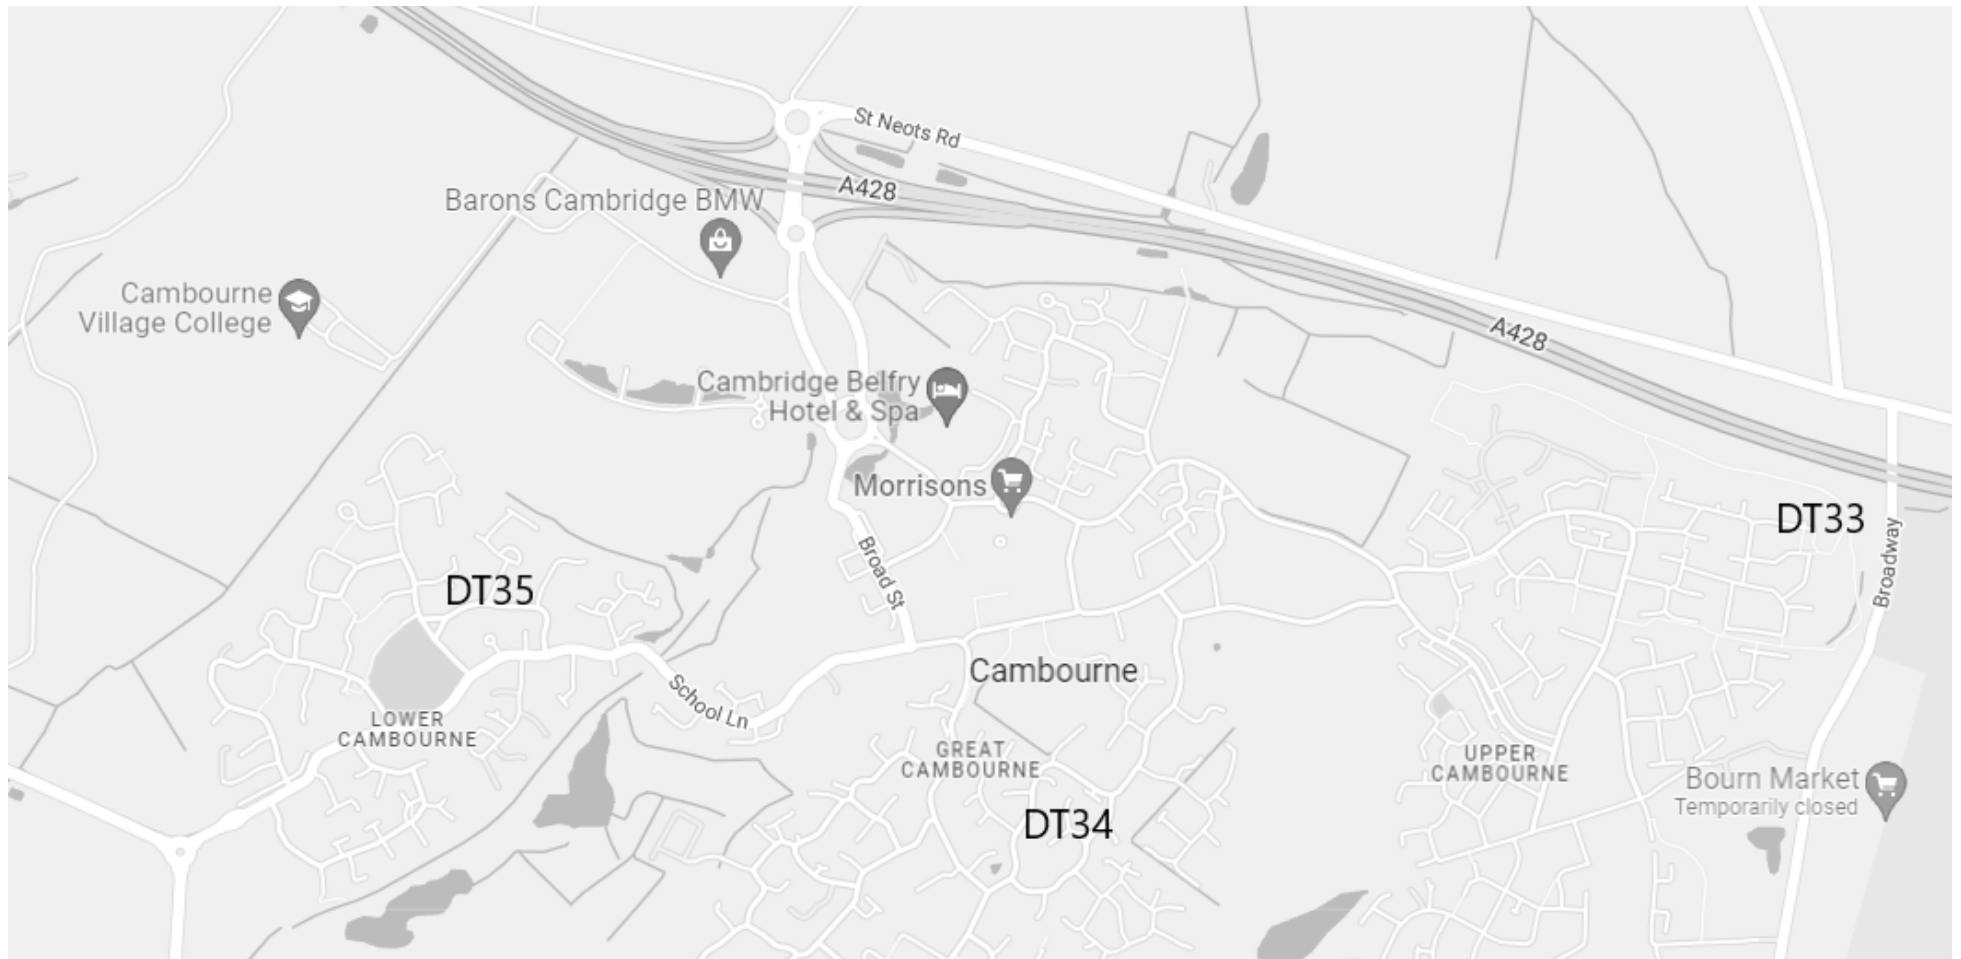 St Neots Rd
A428
Barons Cambridge BMW
Cambourne
Village College
A428
Cambridge Belfry
Hotel & Spa
Morrisons
DT33
Broadway
Broad St
DT35
Cambourne
School Ln
LOWER
CAMBOURNE
GREAT
CAMBOURNE
UPPER
CAMBOURNE
Bourn Market
Temporarily closed
DT34